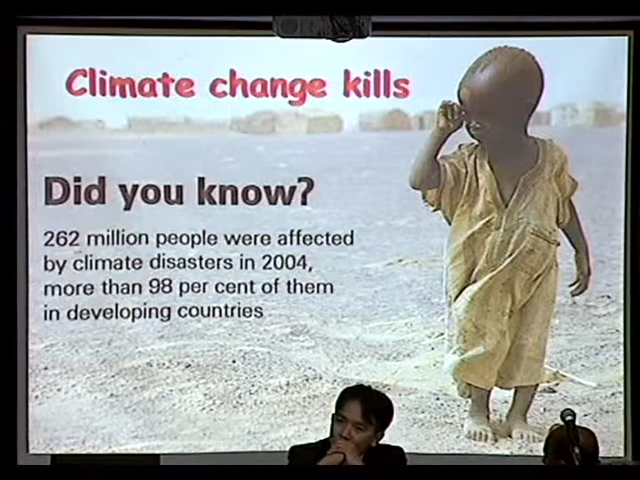 Climate change kills
Did you know?
262 million people were affected
by climate disasters in 2004,
more than 98 per cent of them
in developing countries